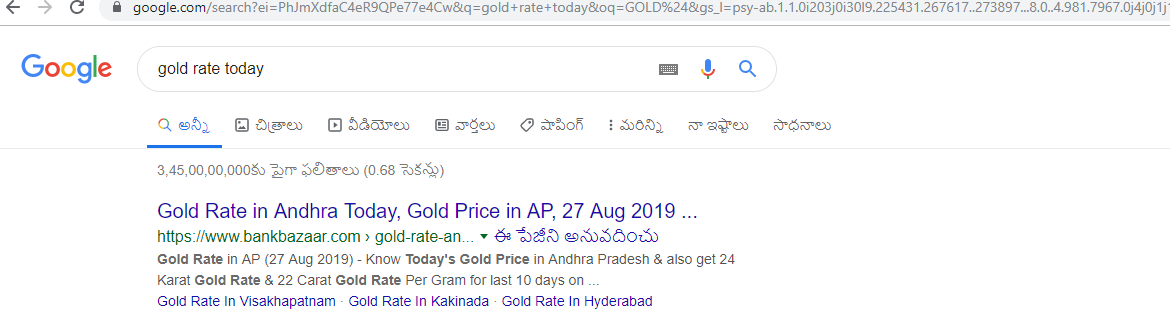 google.com/search?ei=PhJmXdfaC4eR9QPe77e4Cw&q=gold+rate+today&oq=GOLD%24&gs_l=psy-ab.1.1.0i203j0i30l9.225431.267617..273897...8.0..4.981.7967.0j4j0j1j1
Google
gold rate today
అన్నీ చిత్రాలు వీడియోలు వార్తలు షాపింగ్ మరిన్ని నా ఇష్టాలు సాధనాలు
3,45,00,00,000కు పైగా ఫలితాలు (0.68 సెకన్లు)
Gold Rate in Andhra Today, Gold Price in AP, 27 Aug 2019 ...
https://www.bankbazaar.com › gold-rate-an... ఈ పేజీని అనువదించు
Gold Rate in AP (27 Aug 2019) - Know Today's Gold Price in Andhra Pradesh & also get 24
Karat Gold Rate & 22 Carat Gold Rate Per Gram for last 10 days on ...
Gold Rate In Visakhapatnam · Gold Rate In Kakinada · Gold Rate In Hyderabad